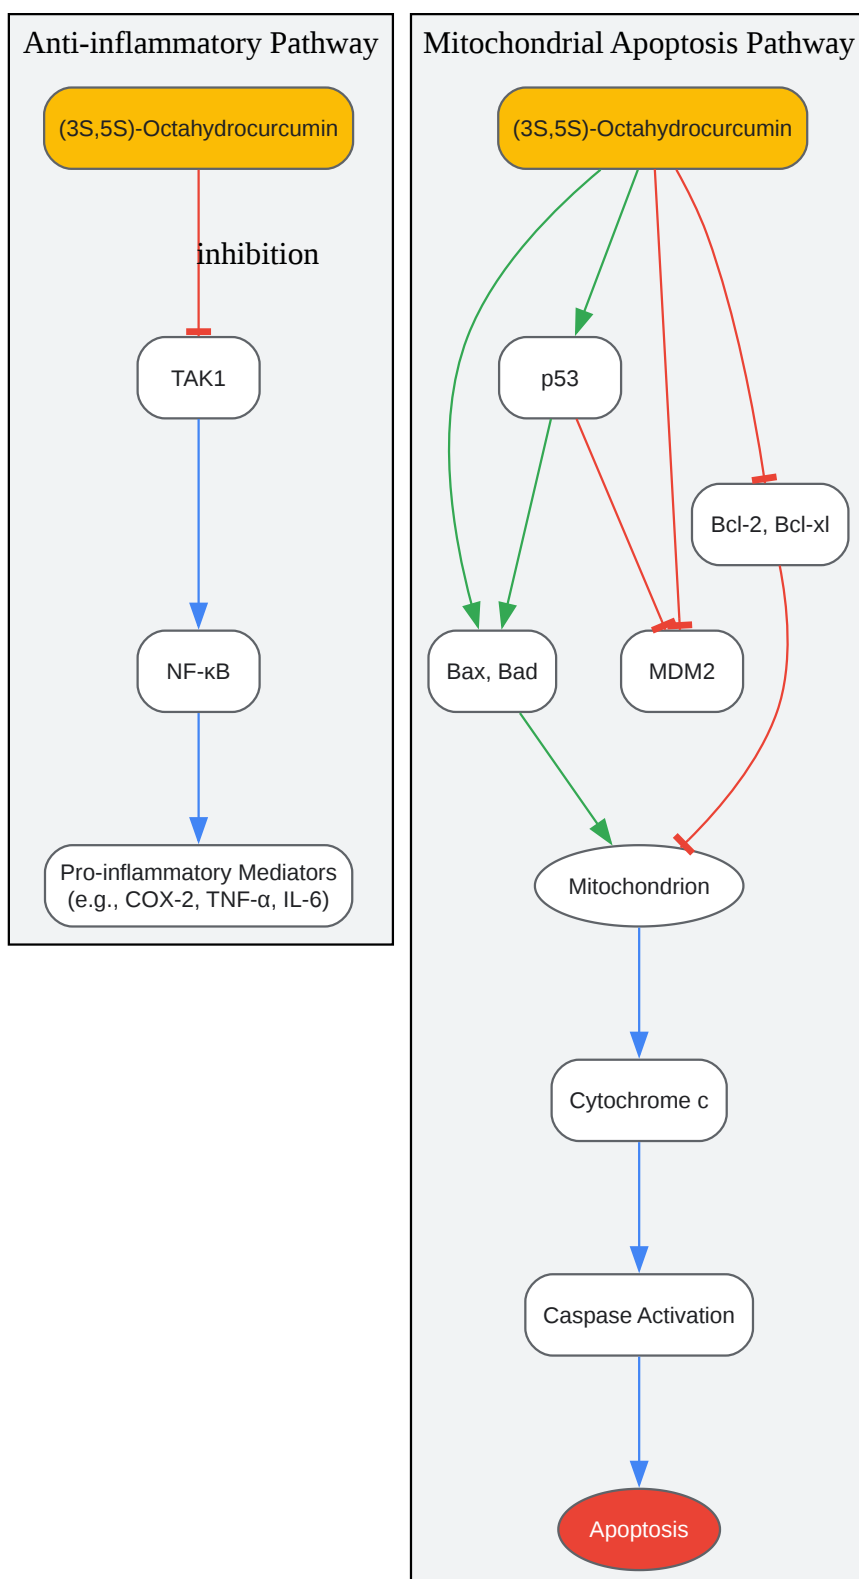 Anti-inflammatory Pathway
(3S,5S)-Octahydrocurcumin
inhibition
TAK1
NF-κB
Pro-inflammatory Mediators
(e.g., COX-2, TNF-α, IL-6)
Mitochondrial Apoptosis Pathway
(3S,5S)-Octahydrocurcumin
p53
Bcl-2, Bcl-xl
Bax, Bad
MDM2
Mitochondrion
Cytochrome c
Caspase Activation
Apoptosis